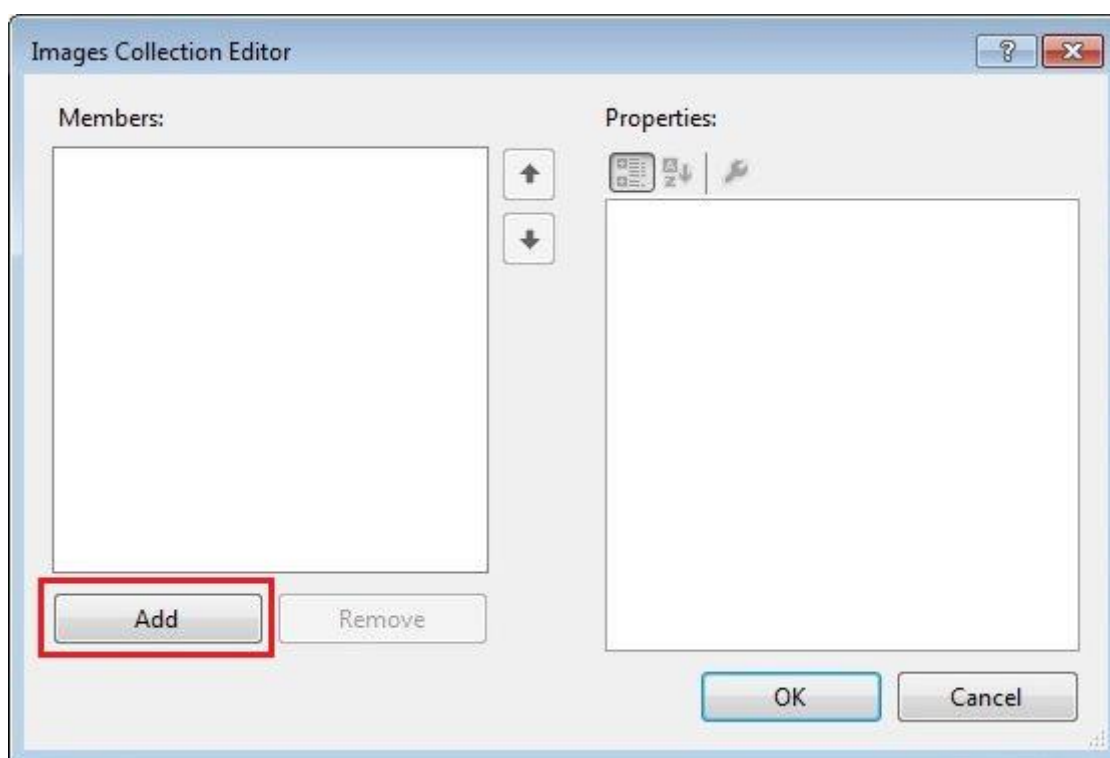 Images Collection Editor
Members:
Properties:
Add
Remove
OK
Cancel